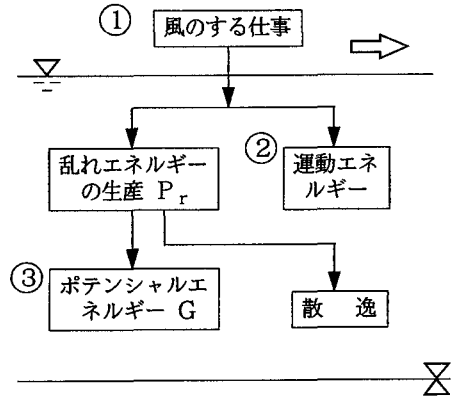 ①
風のする仕事
乱れエネルギー
の生産 Pr
②
運動エネ
ルギー
③
ポテンシャルエ
ネルギー G
散 逸